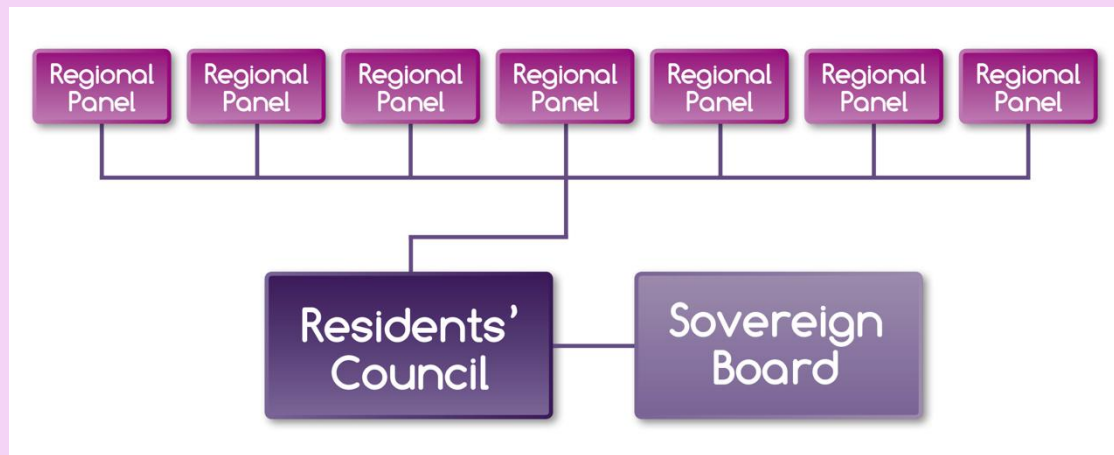 Regional
Panel
Regional
Panel
Regional
Panel
Regional
Panel
Regional
Panel
Regional
Panel
Regional
Panel
Residents’
Council
Sovereign
Board